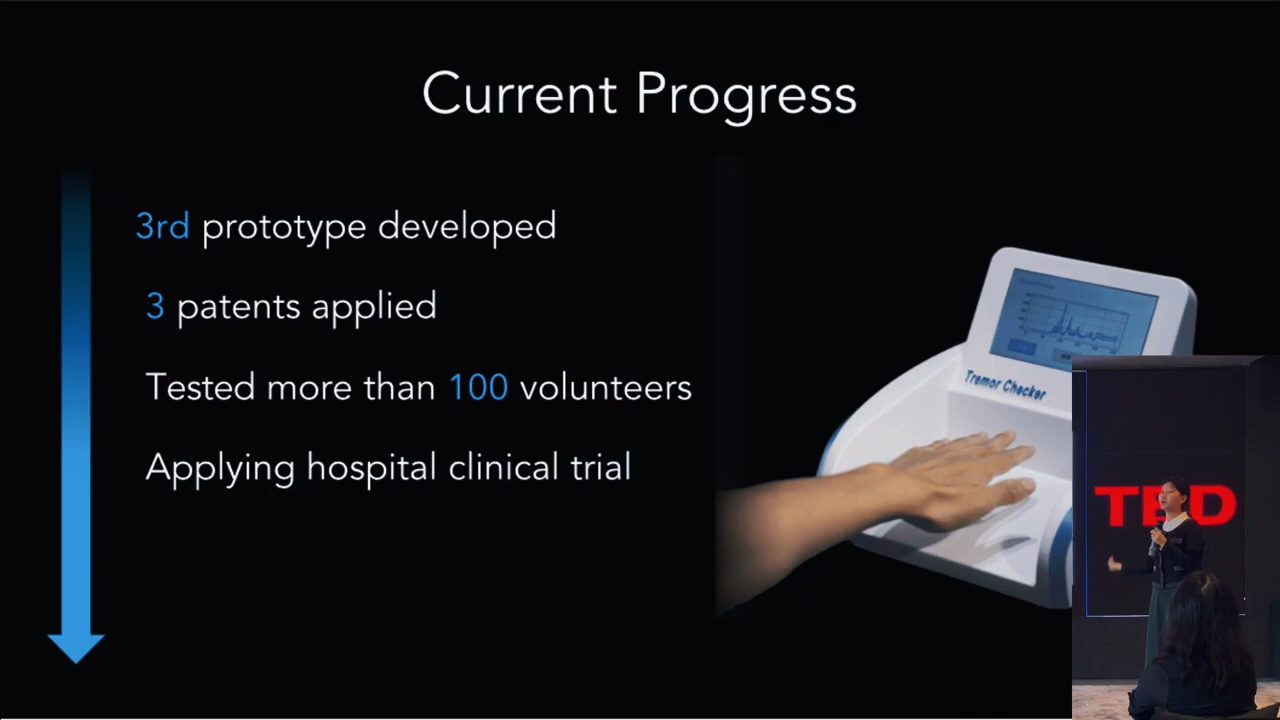 Current Progress
3rd prototype developed
3 patents applied
Tested more than 100 volunteers
Applying hospital clinical trial
Tremor Checker
TED